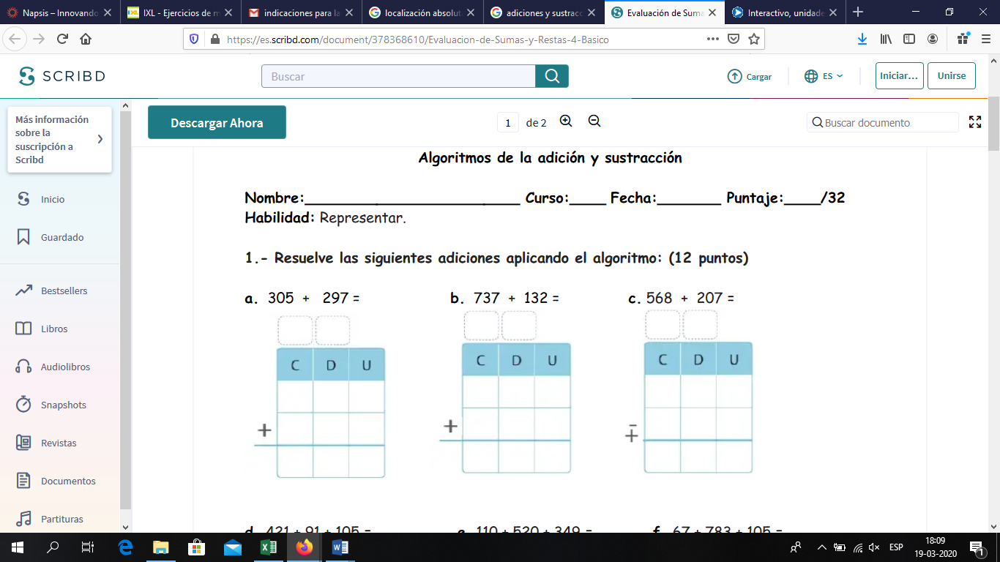 Napsis – Innovando
IXL - Ejercicios de m
indicaciones para la
localización absolut
adiciones y sustracc
Evaluación de Suma
Interactivo, unidade
https://es.scribd.com/document/378368610/Evaluacion-de-Sumas-y-Restas-4-Basico
SCRIBD
Buscar
Cargar
ES
Iniciar...
Unirse
Más información
sobre la
suscripción a
Scribd
Descargar Ahora
1 de 2
Buscar documento
Inicio
Guardado
Bestsellers
Libros
Audiolibros
Snapshots
Revistas
Documentos
Partituras
Algoritmos de la adición y sustracción
Nombre:__________________________ Curso:____ Fecha:_______ Puntaje:____/32
Habilidad: Representar.
1.- Resuelve las siguientes adiciones aplicando el algoritmo: (12 puntos)
a. 305 + 297 = b. 737 + 132 = c. 568 + 207 =
C D U C D U C D U
+ + +
d. 421 + 91 + 105 = e. 110 + 520 + 349 = f. 67 + 783 + 105 =
ESP
18:09
19-03-2020
1